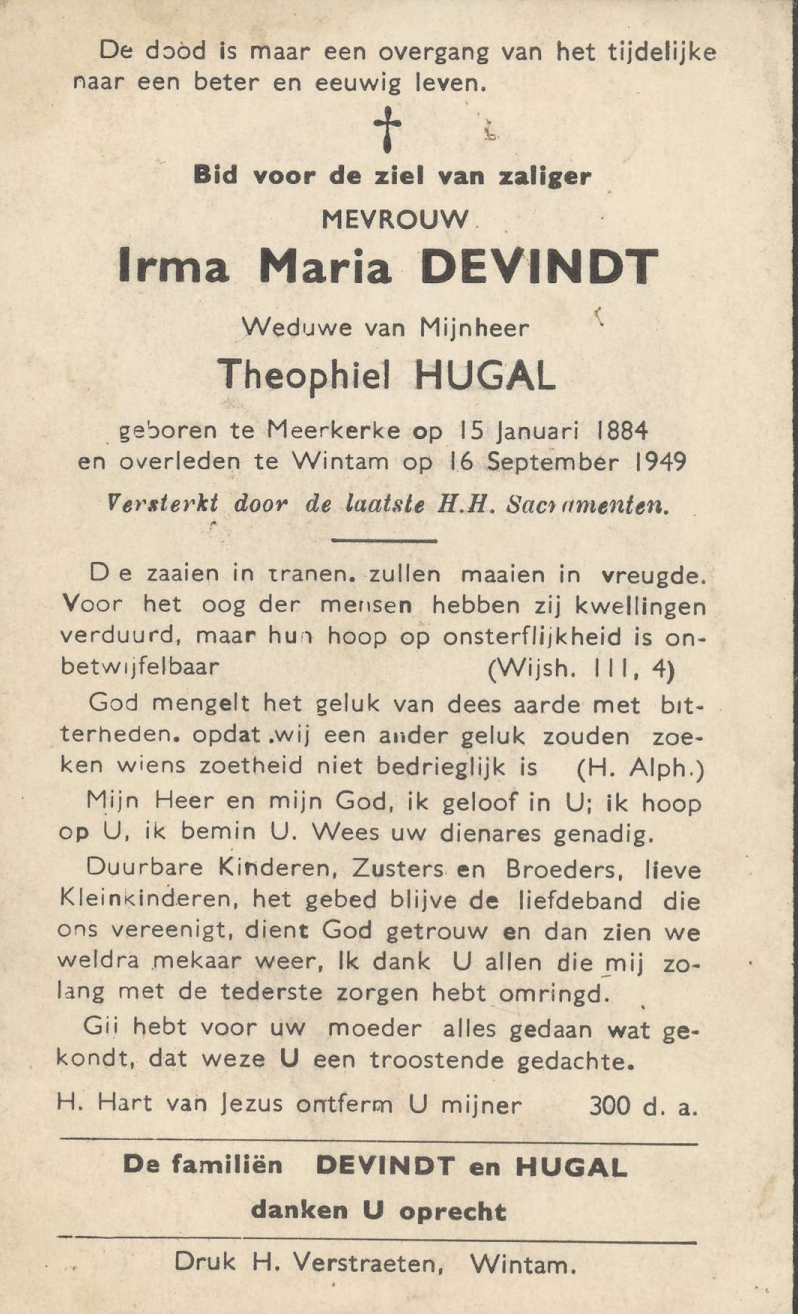 De dood is maar een overgang van het tijdelijke
naar een beter en eeuwig leven.
Bid voor de ziel van zaliger
MEVROUW
Irma Maria DEVINDT
Weduwe van Mijnheer
Theophiel HUGAL
geboren te Meerkerke op 15 Januari 1884
en overleden te Wintam op 16 September 1949
Versterkt door de laatste H.H. Sacramenten.
D e zaaien in tranen. zullen maaien in vreugde.
Voor het oog der mensen hebben zij kwellingen
verduurd, maar hun hoop op onsterflijkheid is on-
betwijfelbaar (Wijsh. III, 4)
God mengelt het geluk van dees aarde met bit-
terheden. opdat wij een ander geluk zouden zoe-
ken wiens zoetheid niet bedrieglijk is (H. Alph.)
Mijn Heer en mijn God, ik geloof in U; ik hoop
op U, ik bemin U. Wees uw dienares genadig.
Duurbare Kinderen, Zusters en Broeders, lieve
Kleinkinderen, het gebed blijve de liefdeband die
ons vereenigt, dient God getrouw en dan zien we
weldra mekaar weer, Ik dank U allen die mij zo-
lang met de tederste zorgen hebt omringd.
Gij hebt voor uw moeder alles gedaan wat ge-
kondt, dat weze U een troostende gedachte.
H. Hart van Jezus ontferm U mijner 300 d. a.
De familiën DEVINDT en HUGAL
danken U oprecht
Druk H. Verstraeten, Wintam.